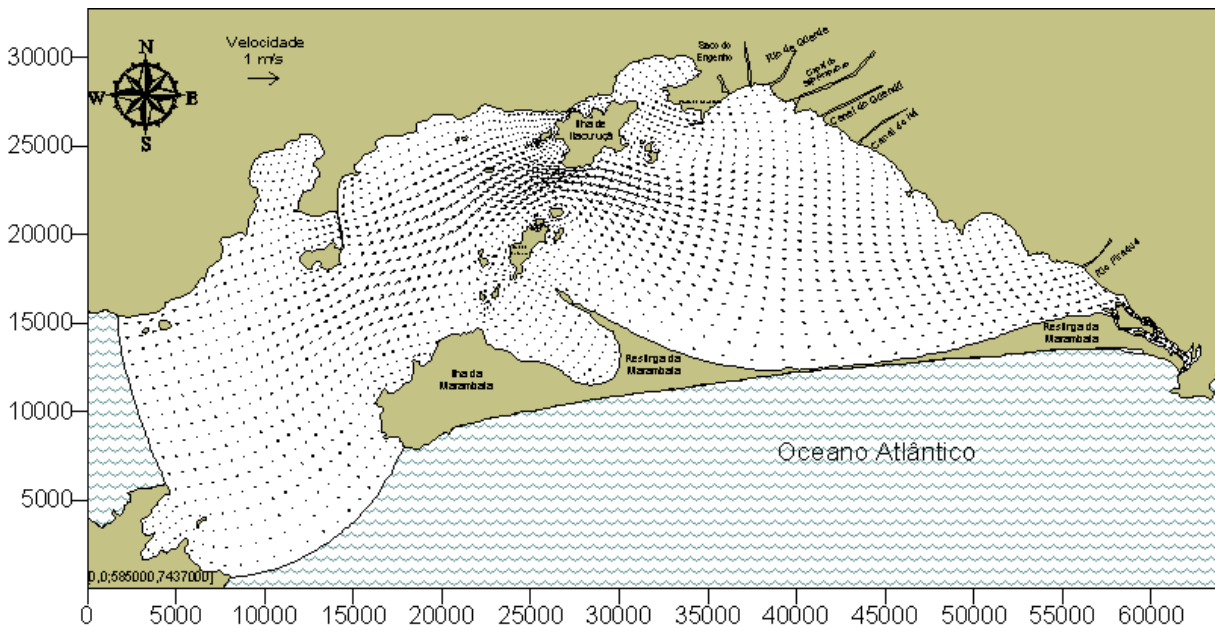 N
W
E
S
Velocidade
1 m/s
Saco do
Engenho
Rio da Guarda
Canal do
Canal do Guandu
Canal do Itá
Ilha de
Itacuruçá
Rio Piraquê
Restinga da
Marambaia
Restinga da
Marambaia
Ilha da
Marambaia
Oceano Atlântico
0,0;585000,7437000]
30000
25000
20000
15000
10000
5000
0
5000
10000
15000
20000
25000
30000
35000
40000
45000
50000
55000
60000